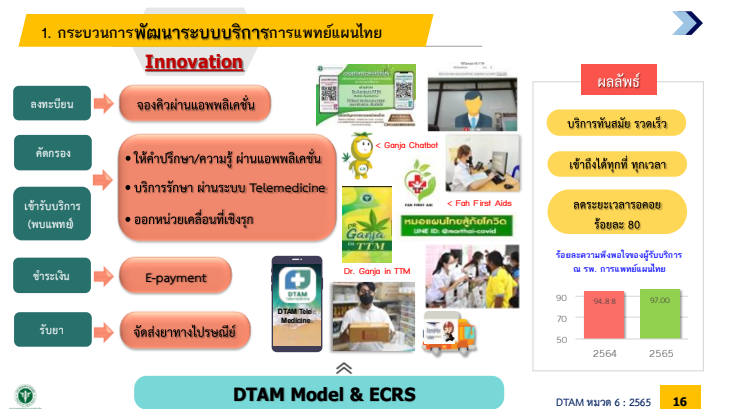 1. กระบวนการพัฒนาระบบบริการการแพทย์แผนไทย
Innovation
ลงทะเบียน
จองคิวผ่านแอพพลิเคชั่น
คัดกรอง
เข้ารับบริการ
(พบแพทย์)
• ให้คำปรึกษา/ความรู้ ผ่านแอพพลิเคชั่น
• บริการรักษา ผ่านระบบ Telemedicine
• ออกหน่วยเคลื่อนที่เชิงรุก
ชำระเงิน
E-payment
รับยา
จัดส่งยาทางไปรษณีย์
< Ganja Chatbot
FAH FIRST AID
< Fah First Aids
หมอแผนไทยสู้ภัยโควิด
LINE ID: @morthai-covid
Ganja
TTM
Dr. Ganja in TTM
DTAM
Telemedicine
DTAM Tele
Medicine
DTAM Model & ECRS
ผลลัพธ์
บริการทันสมัย รวดเร็ว
เข้าถึงได้ทุกที่ ทุกเวลา
ลดระยะเวลารอคอย
ร้อยละ 80
ร้อยละความพึงพอใจของผู้รับบริการ
ณ รพ. การแพทย์แผนไทย
90
70
50
94.88
97.00
2564
2565
DTAM หมวด 6 : 2565
16